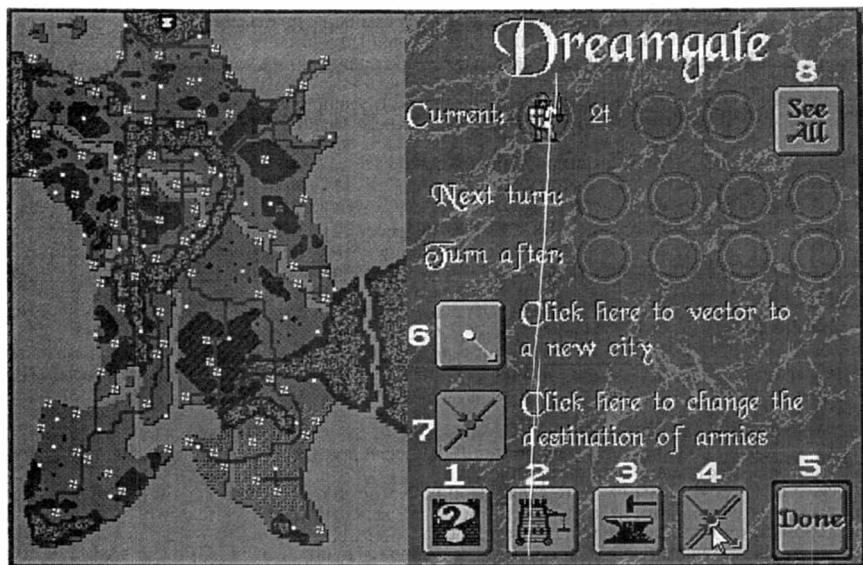 Dreamgate
8
Current: 2t
See
All
Next turn:
Turn after:
6
Click here to vector to
a new city
7
Click here to change the
destination of armies
1 2 3 4 5
?
Done